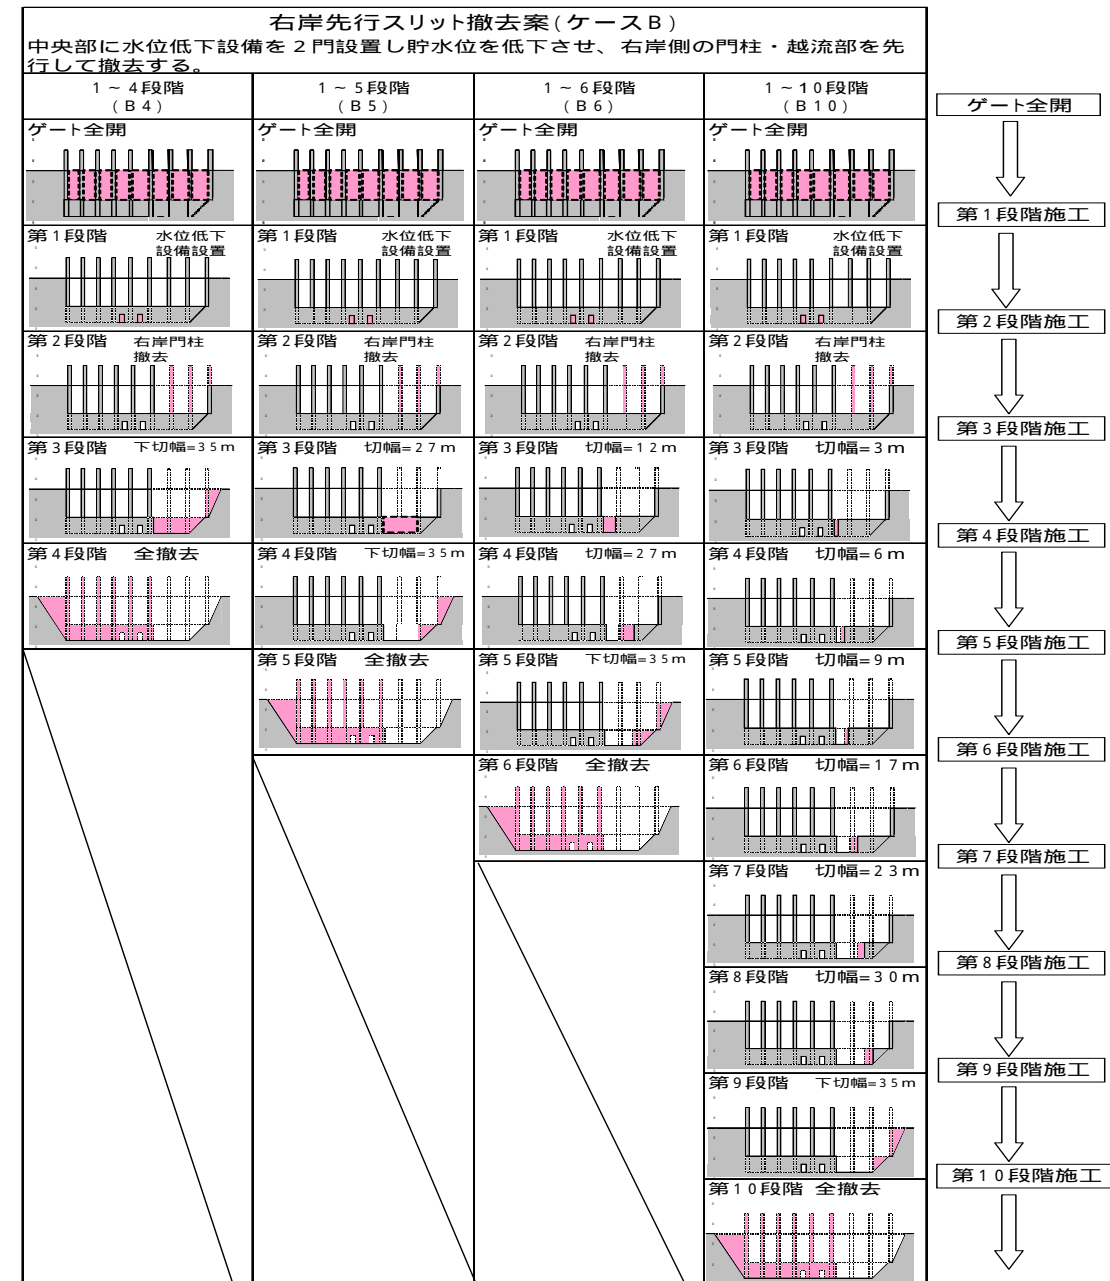 右岸先行スリット撤去案(ケースB)
中央部に水位低下設備を2門設置し貯水位を低下させ、右岸側の門柱・越流部を先
行して撤去する。
1~4段階
(B4)
1~5段階
(B5)
1~6段階
(B6)
1~10段階
(B10)
ゲート全開
ゲート全開
ゲート全開
ゲート全開
第1段階 水位低下
設備設置
第1段階 水位低下
設備設置
第1段階 水位低下
設備設置
第1段階 水位低下
設備設置
第2段階 右岸門柱
撤去
第2段階 右岸門柱
撤去
第2段階 右岸門柱
撤去
第2段階 右岸門柱
撤去
第3段階 下切幅=35m
第3段階 切幅=27m
第3段階 切幅=12m
第3段階 切幅=3m
第4段階 全撤去
第4段階 下切幅=35m
第4段階 切幅=27m
第4段階 切幅=6m
第5段階 全撤去
第5段階 下切幅=35m
第5段階 切幅=9m
第6段階 全撤去
第6段階 切幅=17m
第7段階 切幅=23m
第8段階 切幅=30m
第9段階 下切幅=35m
第10段階 全撤去
ゲート全開
第1段階施工
第2段階施工
第3段階施工
第4段階施工
第5段階施工
第6段階施工
第7段階施工
第8段階施工
第9段階施工
第10段階施工